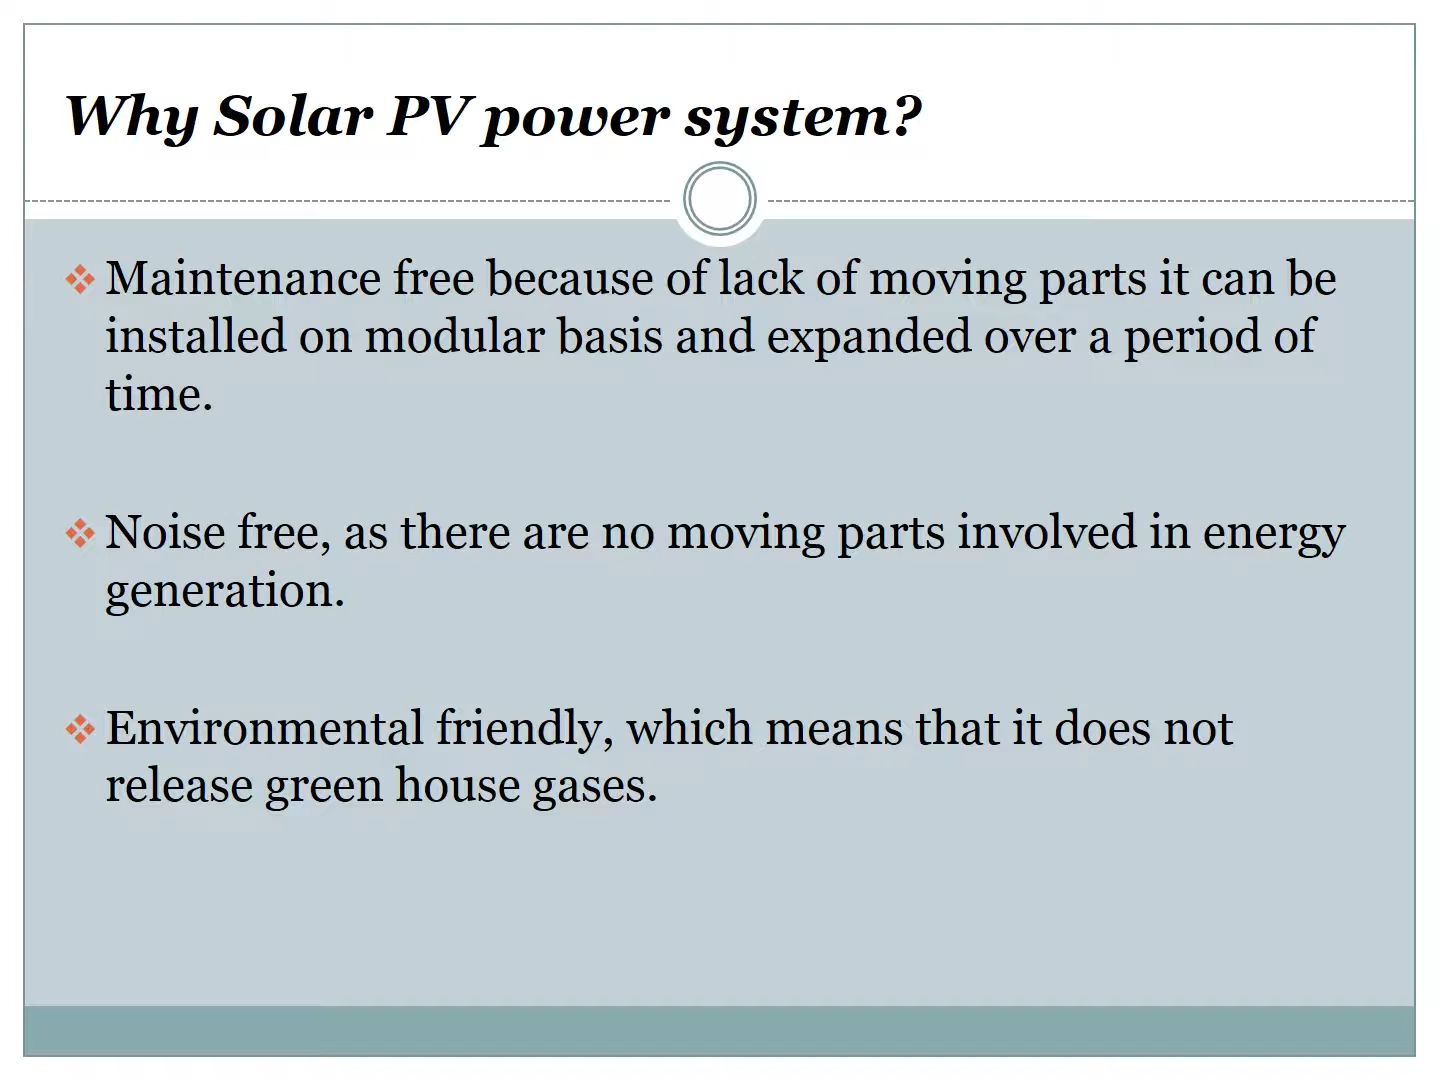 Why Solar PV power system?
Maintenance free because of lack of moving parts it can be
installed on modular basis and expanded over a period of
time.
Noise free, as there are no moving parts involved in energy
generation.
Environmental friendly, which means that it does not
release green house gases.